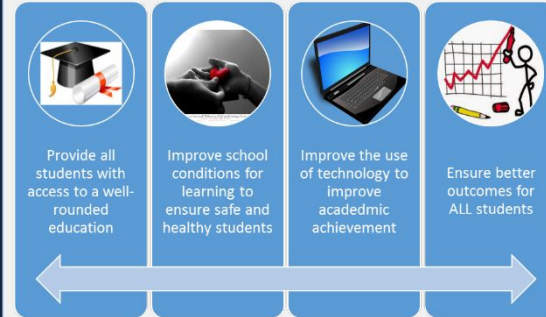 Provide all
students with
access to a well-
rounded
education
Improve school
conditions for
learning to
ensure safe and
healthy students
Improve the use
of technology to
improve
acadedmic
achievement
Ensure better
outcomes for
ALL students